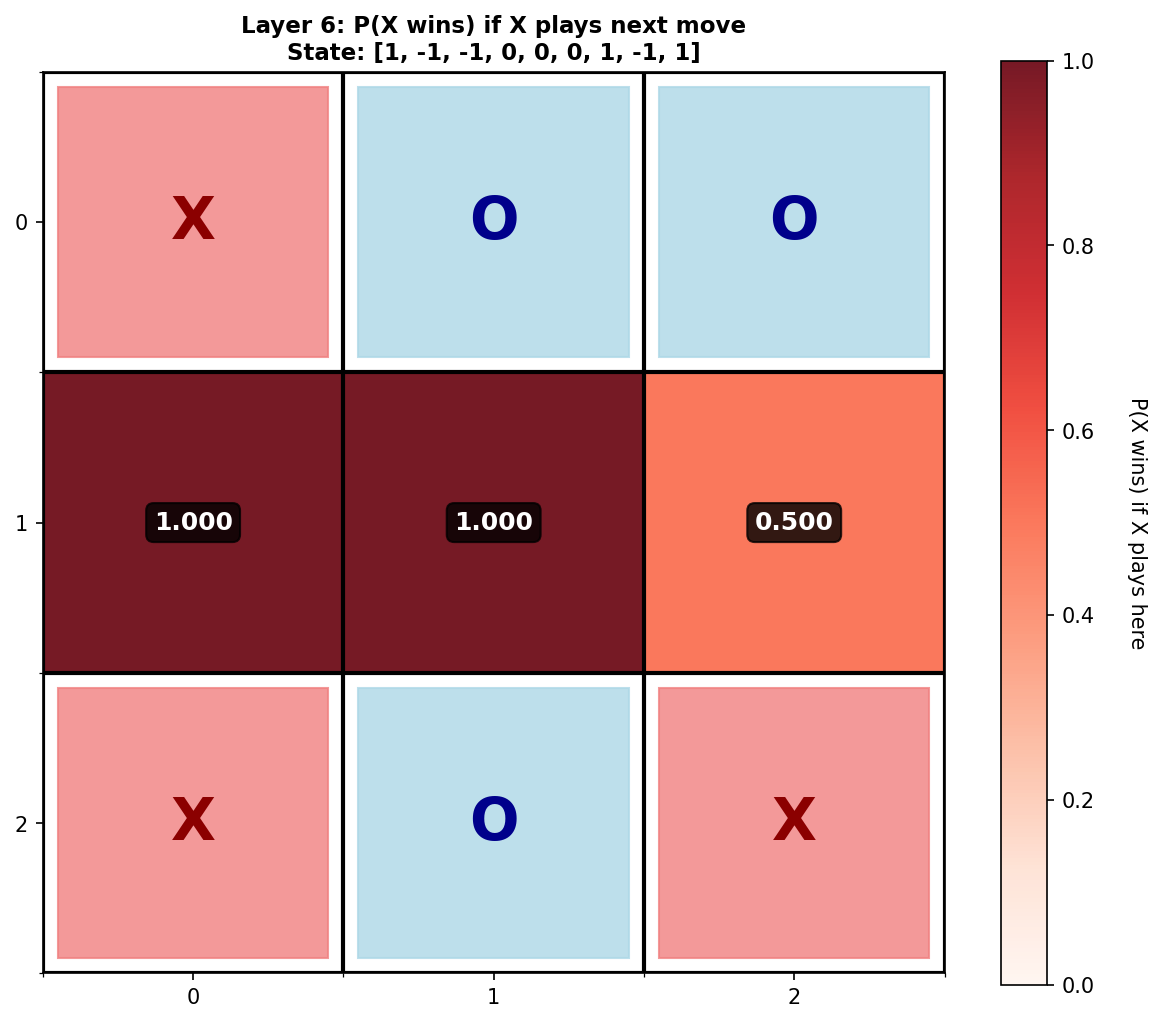 Layer 6: P(X wins) if X plays next move
State: [1, -1, -1, 0, 0, 0, 1, -1, 1]
0 X O O
1 1.000 1.000 0.500
2 X O X
0 1 2
1.0
0.8
0.6
0.4
0.2
0.0
P(X wins) if X plays here